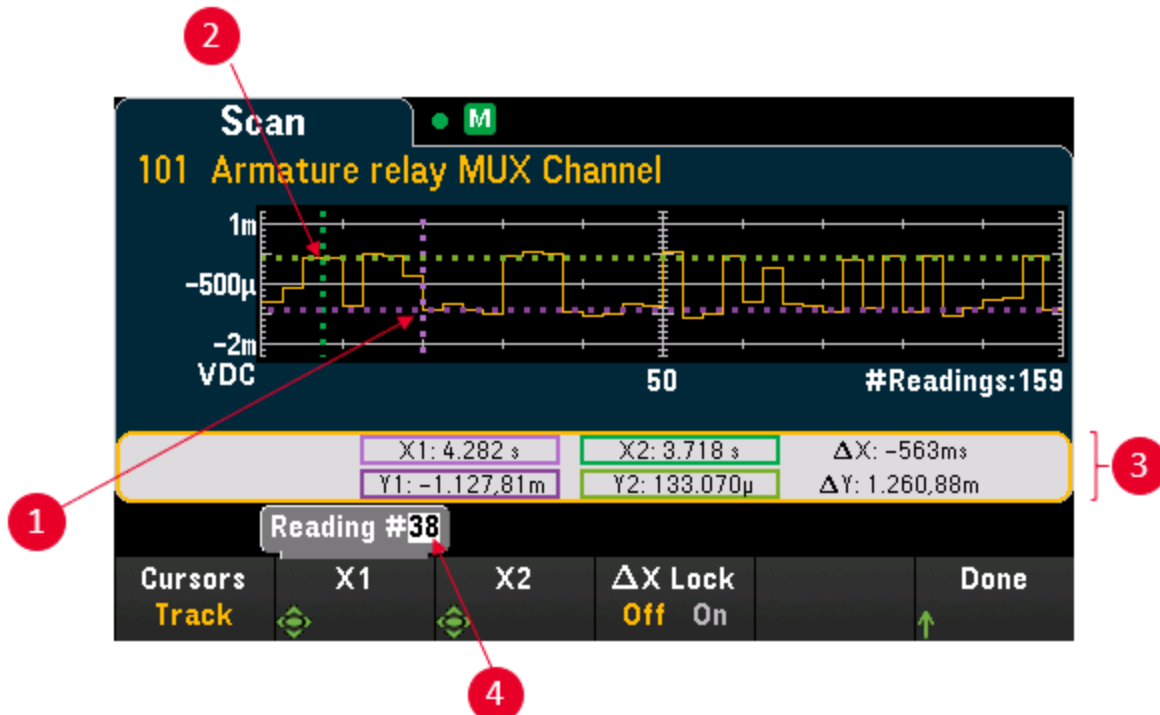 2
Scan M
101 Armature relay MUX Channel
1m
-500µ
-2m
VDC 50 #Readings:159
X1: 4.282 s X2: 3.718 s ΔX: -563ms
Y1: -1.127,81m Y2: 133.070µ ΔY: 1.260,88m
3
1
Reading #38
Cursors X1 X2 ΔX Lock Done
Track Off On
4